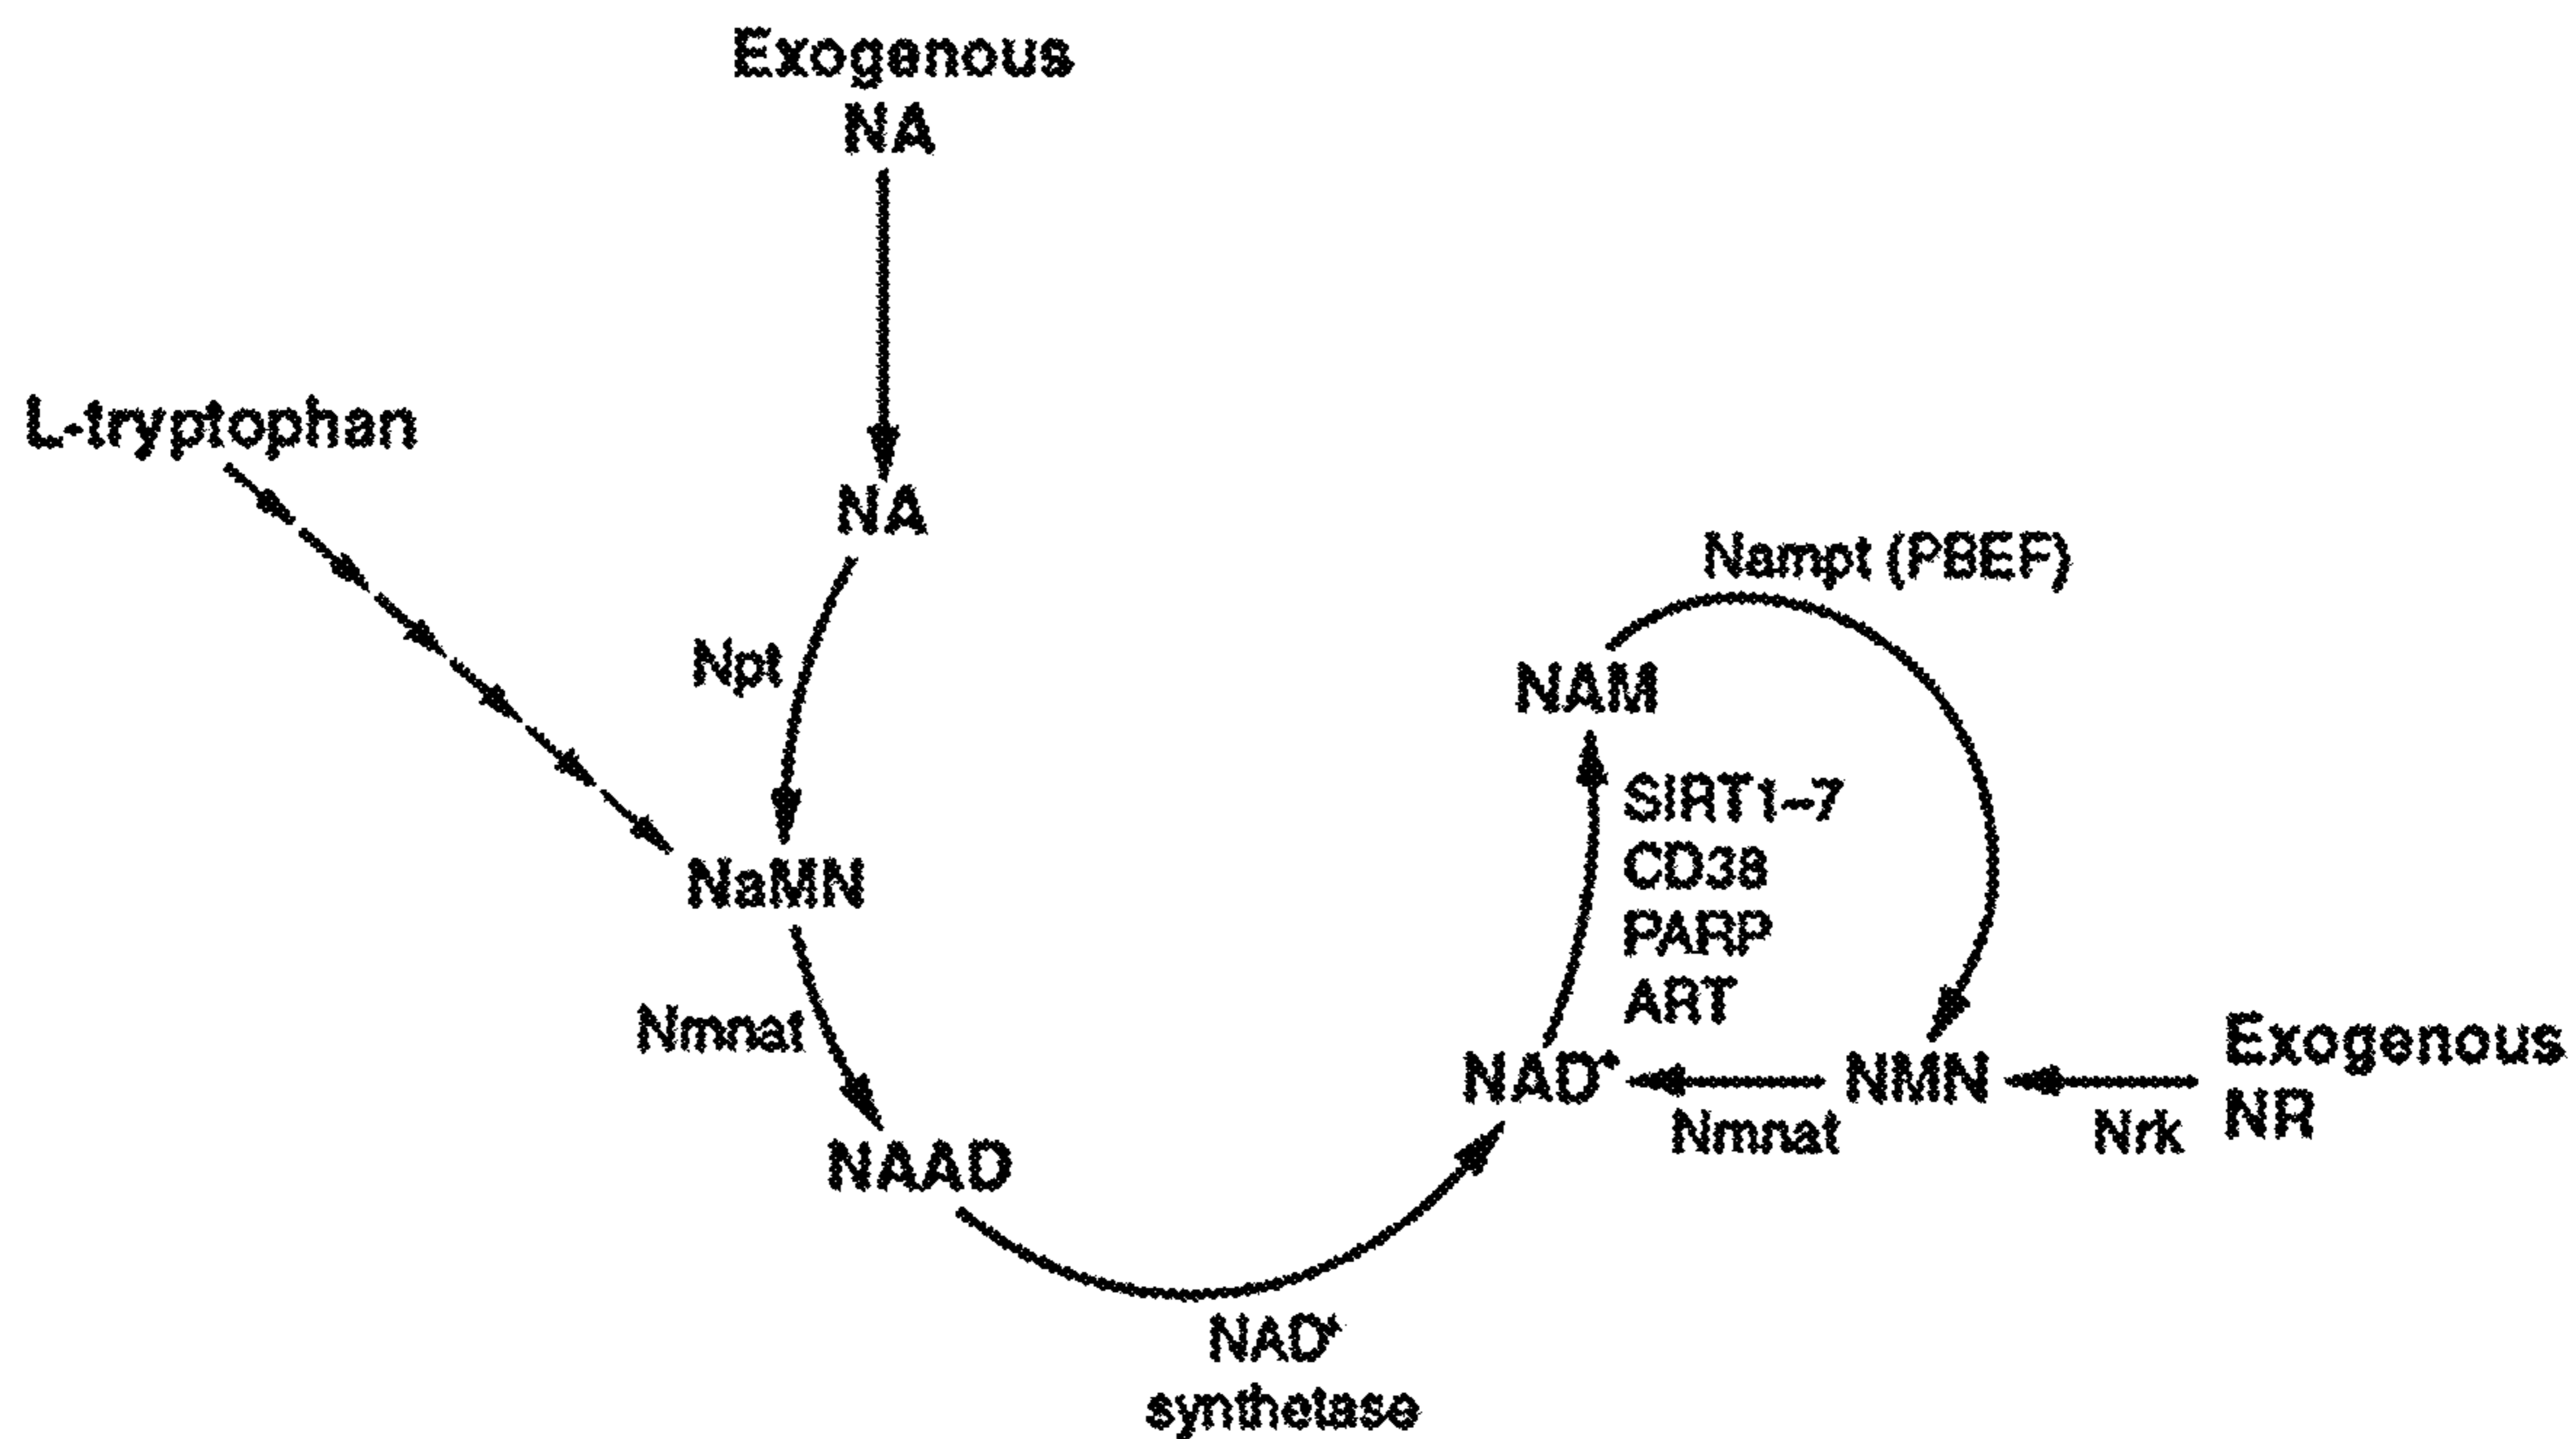 Exogenous
NA
L-tryptophan
NA
Nampt (PBEF)
Npt
NAM
SIRT1–7
CD38
PARP
ART
NaMN
Nmnat
NAD⁺
NMN
Exogenous
NR
Nmnat
Nrk
NAAD
NAD⁺
synthetase